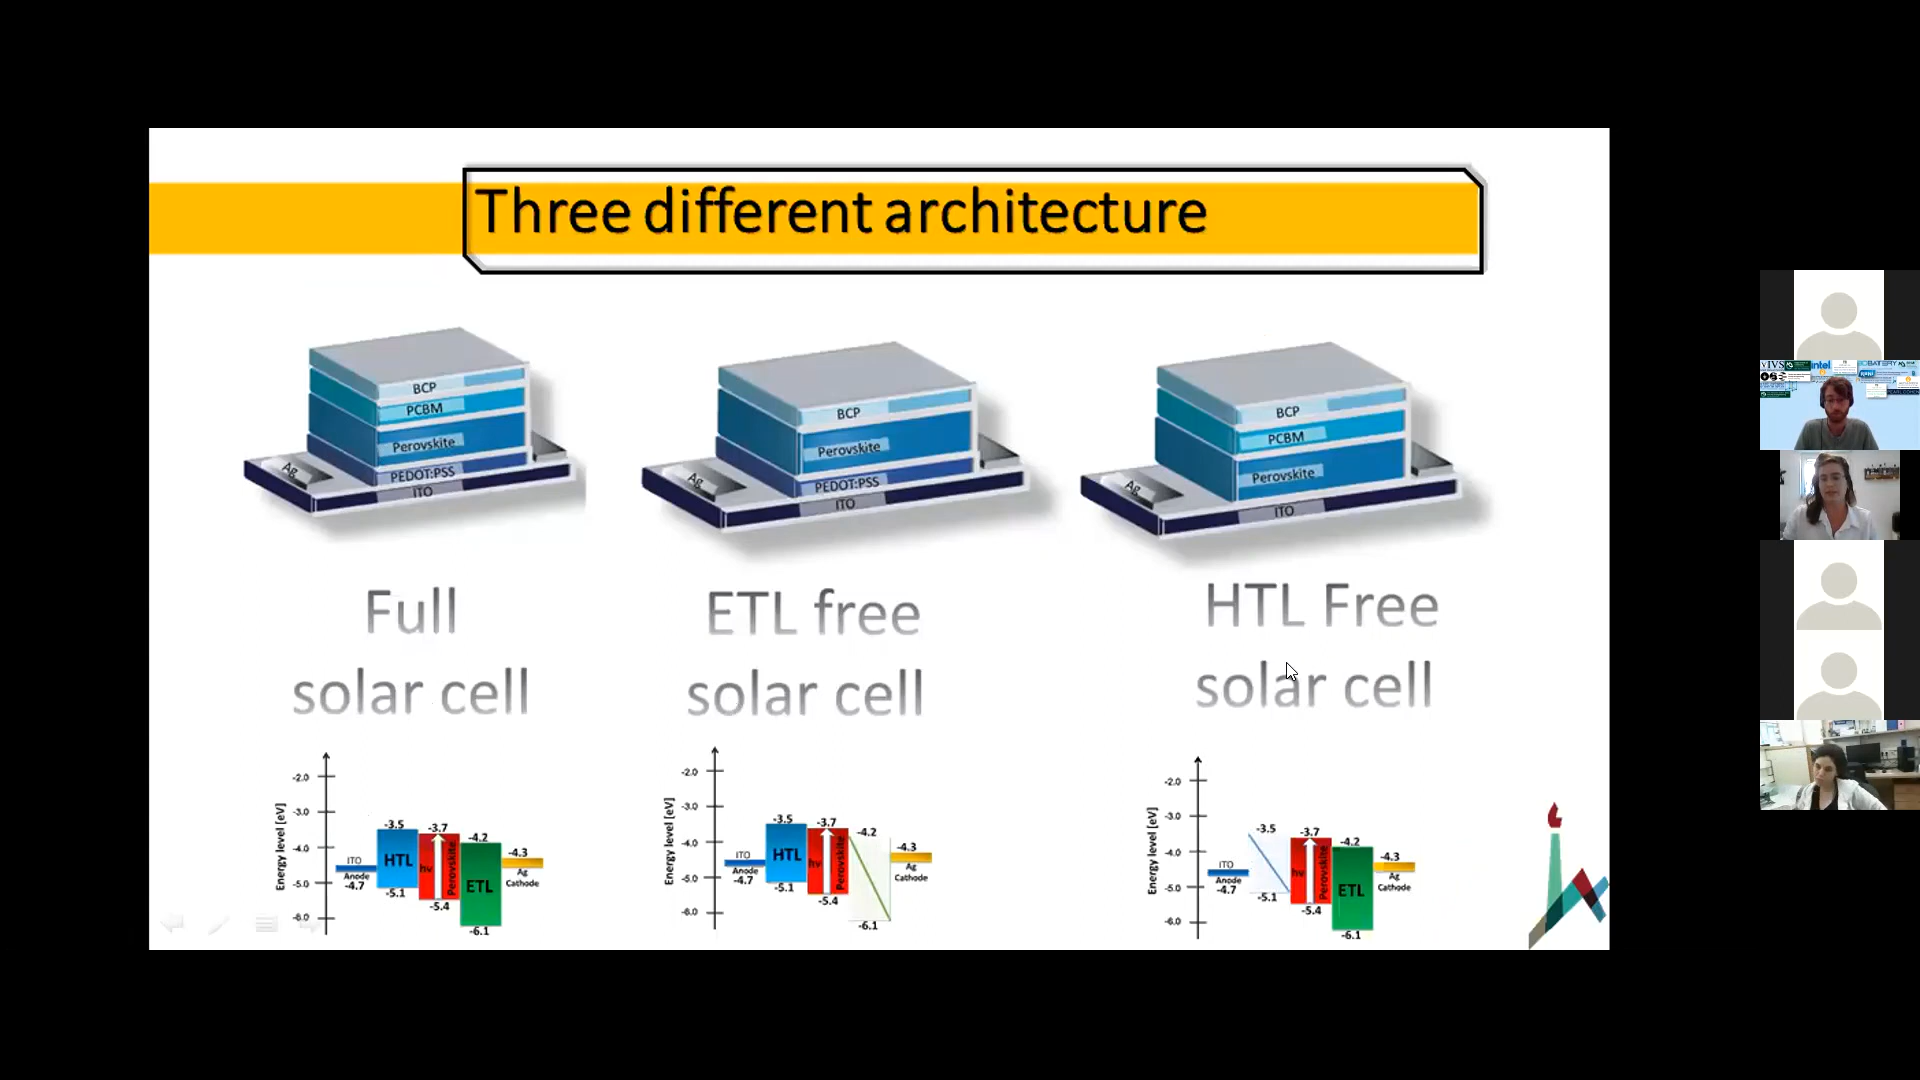 Three different architecture
BCP
PCBM
Perovskite
PEDOT:PSS
ITO
Ag
BCP
Perovskite
PEDOT:PSS
ITO
Ag
BCP
PCBM
Perovskite
ITO
Ag
Full
solar cell
ETL free
solar cell
HTL Free
solar cell
Energy level [eV]
-2.0
-3.0
-4.0
-5.0
-6.0
ITO
Anode
-4.7
-3.5
HTL
-5.1
-3.7
hv
Perovskite
-5.4
-4.2
ETL
-6.1
-4.3
Ag
Cathode
Energy level [eV]
-2.0
-3.0
-4.0
-5.0
-6.0
ITO
Anode
-4.7
-3.5
HTL
-5.1
-3.7
hv
Perovskite
-5.4
-4.2
-6.1
-4.3
Ag
Cathode
Energy level [eV]
-2.0
-3.0
-4.0
-5.0
-6.0
ITO
Anode
-4.7
-3.5
-5.1
-3.7
hv
Perovskite
-5.4
-4.2
ETL
-6.1
-4.3
Ag
Cathode
intel